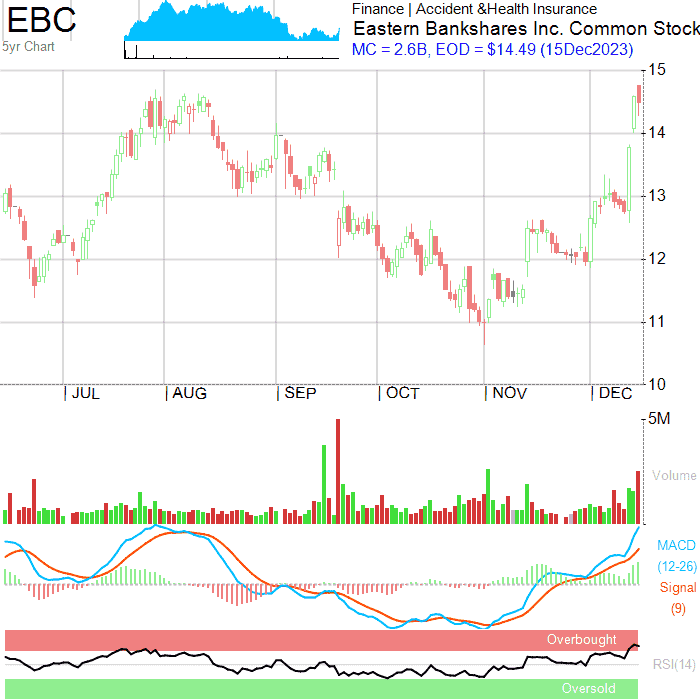 EBC
5yr Chart
Finance | Accident &Health Insurance
Eastern Bankshares Inc. Common Stock
MC = 2.6B, EOD = $14.49 (15Dec2023)
15
14
13
12
11
10
JUL AUG SEP OCT NOV DEC
5M
Volume
MACD
(12-26)
Signal
(9)
Overbought
RSI(14)
Oversold